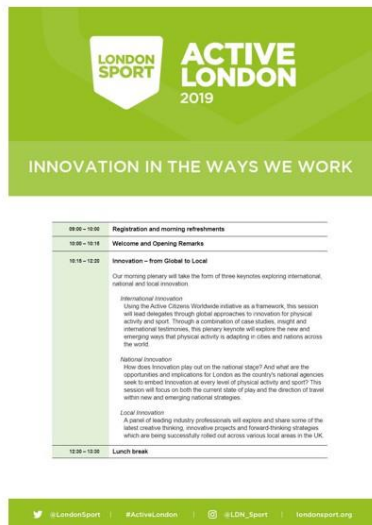 LONDON
SPORT
ACTIVE
LONDON
2019
INNOVATION IN THE WAYS WE WORK
09:00 – 10:00 Registration and morning refreshments
10:00 – 10:15 Welcome and Opening Remarks
10:15 – 12:20 Innovation – from Global to Local
Our morning plenary will take the form of three keynotes exploring international,
national and local innovation.
International Innovation
Using the Active Citizens Worldwide initiative as a framework, this session
will lead delegates through global approaches to innovation for physical
activity and sport. Through a combination of case studies, insight and
international testimonies, this plenary keynote will explore the new and
emerging ways that physical activity is adapting in cities and nations across
the world.
National Innovation
How does Innovation play out on the national stage? And what are the
opportunities and implications for London as the country's national agencies
seek to embed Innovation at every level of physical activity and sport? This
session will focus on both the current state of play and the direction of travel
within new and emerging national strategies.
Local Innovation
A panel of leading industry professionals will explore and share some of the
latest creative thinking, innovative projects and forward-thinking strategies
which are being successfully rolled out across various local areas in the UK.
Lunch break
@LondonSport | #ActiveLondon | @LDN_Sport | londonsport.org